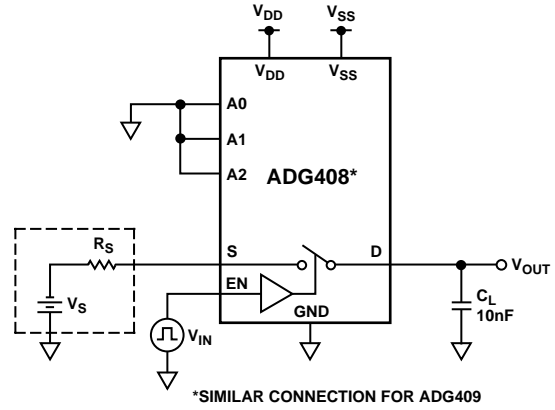 VDD VSS
VDD VSS
A0
A1
A2
ADG408*
RS S D VOUT
VS EN CL
10nF
VIN GND
*SIMILAR CONNECTION FOR ADG409